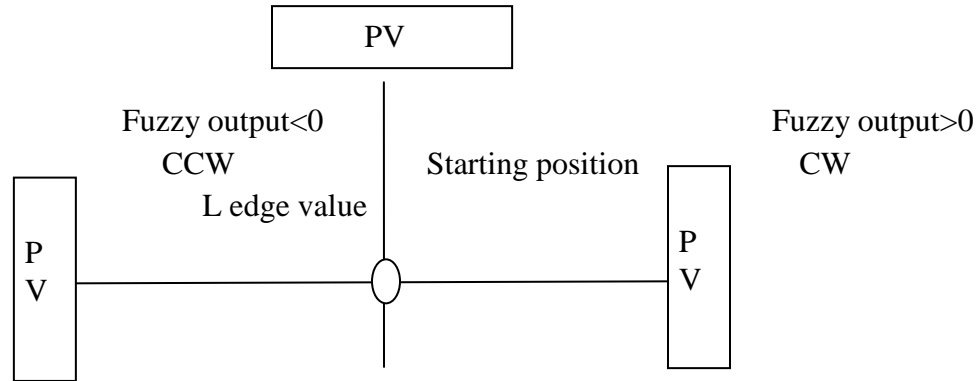 PV
Fuzzy output<0
CCW
Fuzzy output>0
CW
Starting position
L edge value
P
V
P
V